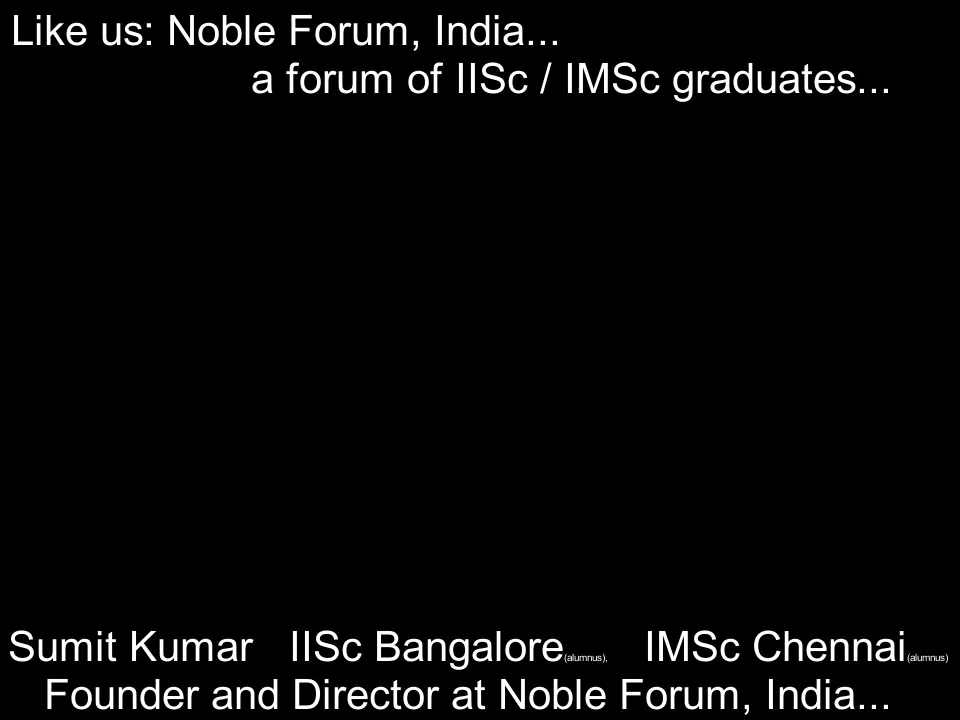 Like us: Noble Forum, India...
a forum of IISc / IMSc graduates...
Sumit Kumar IISc Bangalore(alumnus), IMSc Chennai(alumnus)
Founder and Director at Noble Forum, India...